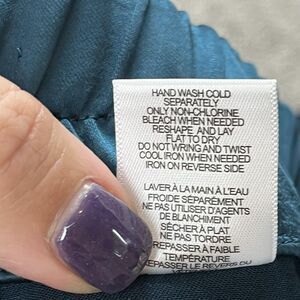 HAND WASH COLD
SEPARATELY
ONLY NON-CHLORINE
BLEACH WHEN NEEDED
RESHAPE AND LAY
FLAT TO DRY
DO NOT WRING AND TWIST
COOL IRON WHEN NEEDED
IRON ON REVERSE SIDE
LAVER À LA MAIN À L'EAU
FROIDE SÉPARÉMENT
NE PAS UTILISER D'AGENTS
DE BLANCHIMENT
SÉCHER À PLAT
NE PAS TORDRE
REPASSER À FAIBLE
TEMPÉRATURE
REPASSER À L'ENVERS